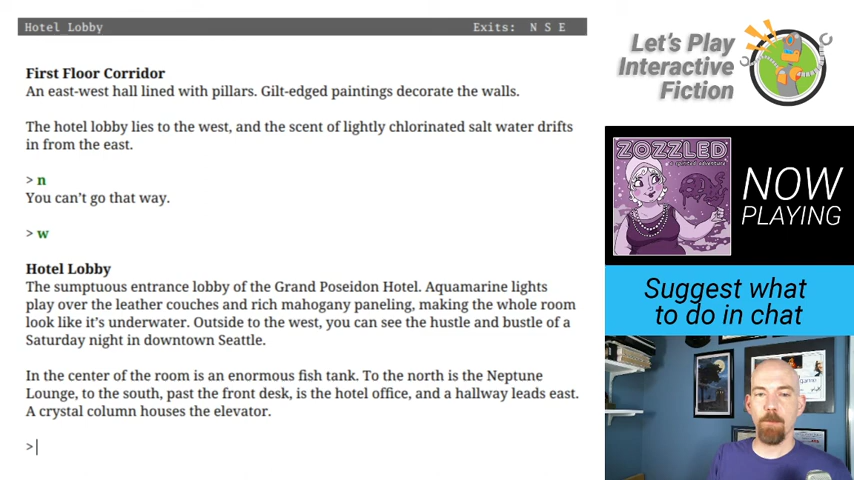 Hotel Lobby Exits: N S E
First Floor Corridor
An east-west hall lined with pillars. Gilt-edged paintings decorate the walls.
The hotel lobby lies to the west, and the scent of lightly chlorinated salt water drifts
in from the east.
> n
You can't go that way.
> w
Hotel Lobby
The sumptuous entrance lobby of the Grand Poseidon Hotel. Aquamarine lights
play over the leather couches and rich mahogany paneling, making the whole room
look like it's underwater. Outside to the west, you can see the hustle and bustle of a
Saturday night in downtown Seattle.
In the center of the room is an enormous fish tank. To the north is the Neptune
Lounge, to the south, past the front desk, is the hotel office, and a hallway leads east.
A crystal column houses the elevator.
>
Let's Play
Interactive
Fiction
ZOZZLED
a spirited adventure
NOW
PLAYING
Suggest what
to do in chat